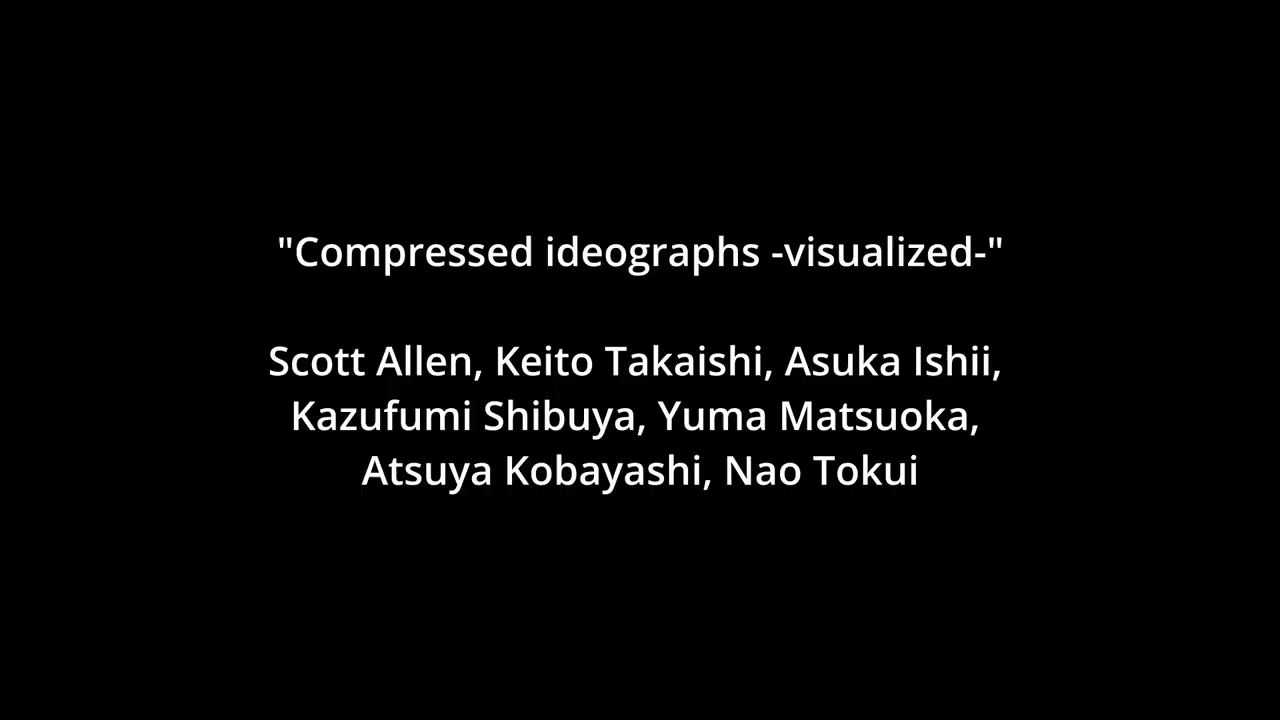 "Compressed ideographs -visualized-"
Scott Allen, Keito Takaishi, Asuka Ishii,
Kazufumi Shibuya, Yuma Matsuoka,
Atsuya Kobayashi, Nao Tokui